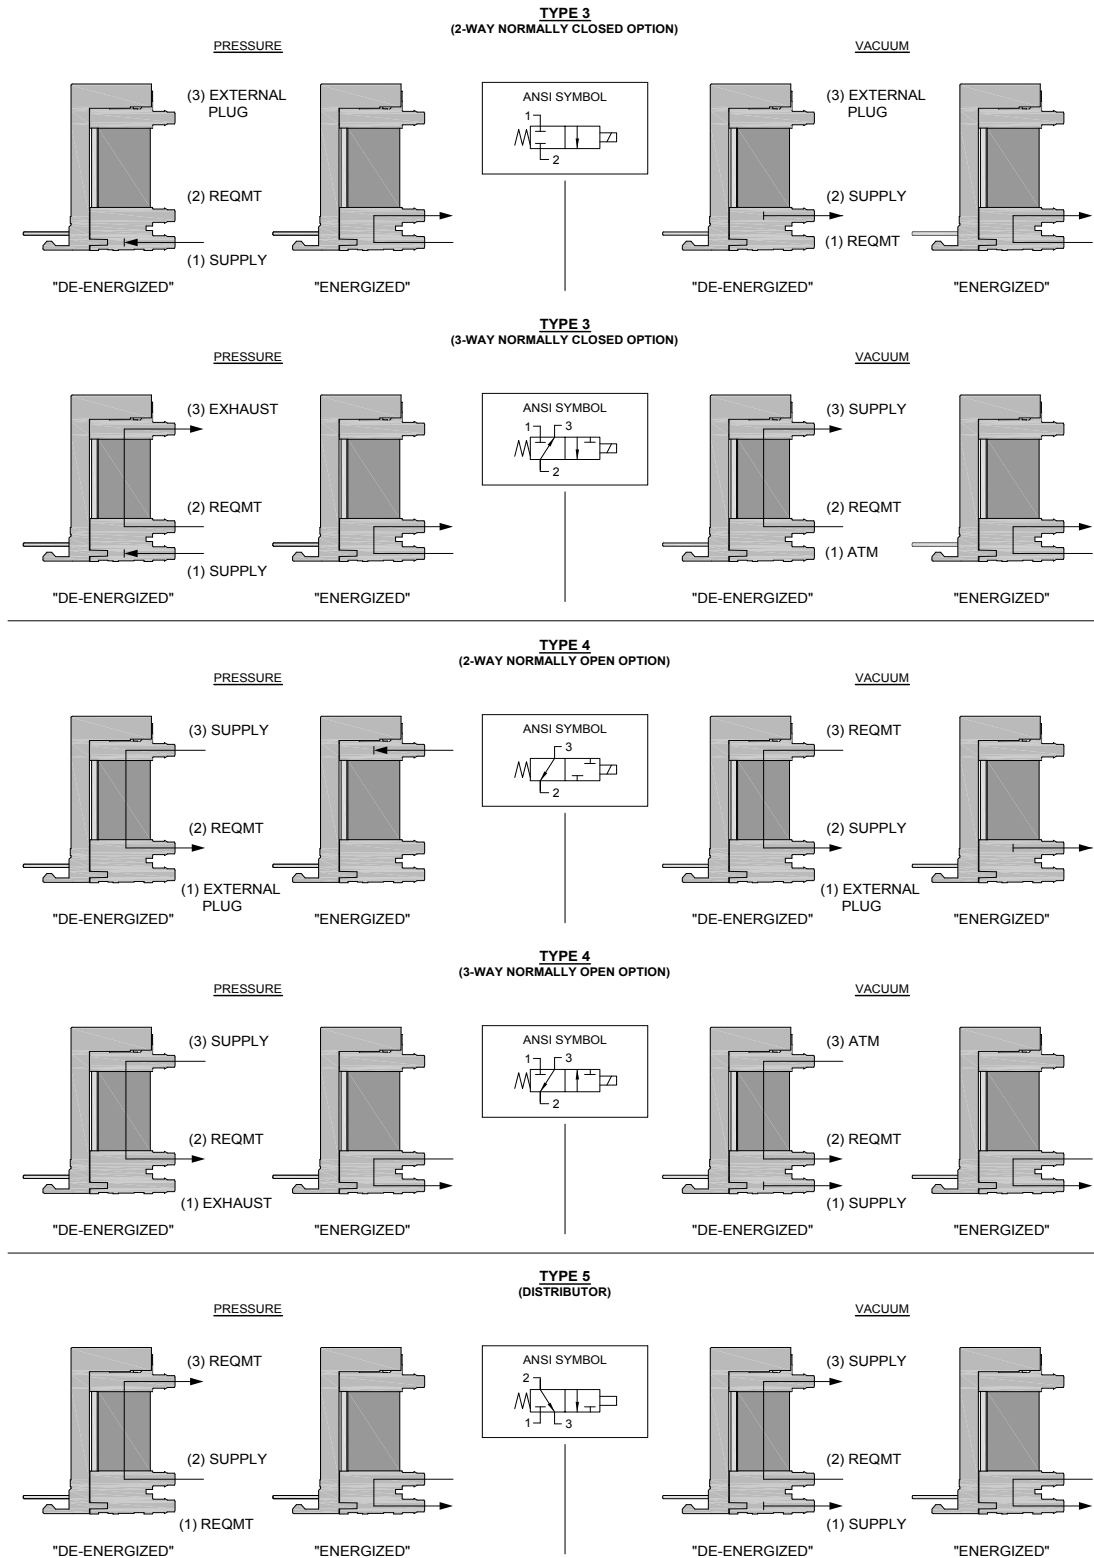 TYPE 3
(2-WAY NORMALLY CLOSED OPTION)
PRESSURE
VACUUM
(3) EXTERNAL
PLUG
(2) REQMT
(1) SUPPLY
"DE-ENERGIZED"
"ENERGIZED"
ANSI SYMBOL
1
2
(3) EXTERNAL
PLUG
(2) SUPPLY
(1) REQMT
"DE-ENERGIZED"
"ENERGIZED"
TYPE 3
(3-WAY NORMALLY CLOSED OPTION)
PRESSURE
VACUUM
(3) EXHAUST
(2) REQMT
(1) SUPPLY
"DE-ENERGIZED"
"ENERGIZED"
ANSI SYMBOL
1 3
2
(3) SUPPLY
(2) REQMT
(1) ATM
"DE-ENERGIZED"
"ENERGIZED"
TYPE 4
(2-WAY NORMALLY OPEN OPTION)
PRESSURE
VACUUM
(3) SUPPLY
(2) REQMT
(1) EXTERNAL
PLUG
"DE-ENERGIZED"
"ENERGIZED"
ANSI SYMBOL
3
2
(3) REQMT
(2) SUPPLY
(1) EXTERNAL
PLUG
"DE-ENERGIZED"
"ENERGIZED"
TYPE 4
(3-WAY NORMALLY OPEN OPTION)
PRESSURE
VACUUM
(3) SUPPLY
(2) REQMT
(1) EXHAUST
"DE-ENERGIZED"
"ENERGIZED"
ANSI SYMBOL
1 3
2
(3) ATM
(2) REQMT
(1) SUPPLY
"DE-ENERGIZED"
"ENERGIZED"
TYPE 5
(DISTRIBUTOR)
PRESSURE
VACUUM
(3) REQMT
(2) SUPPLY
(1) REQMT
"DE-ENERGIZED"
"ENERGIZED"
ANSI SYMBOL
2
1 3
(3) SUPPLY
(2) REQMT
(1) SUPPLY
"DE-ENERGIZED"
"ENERGIZED"